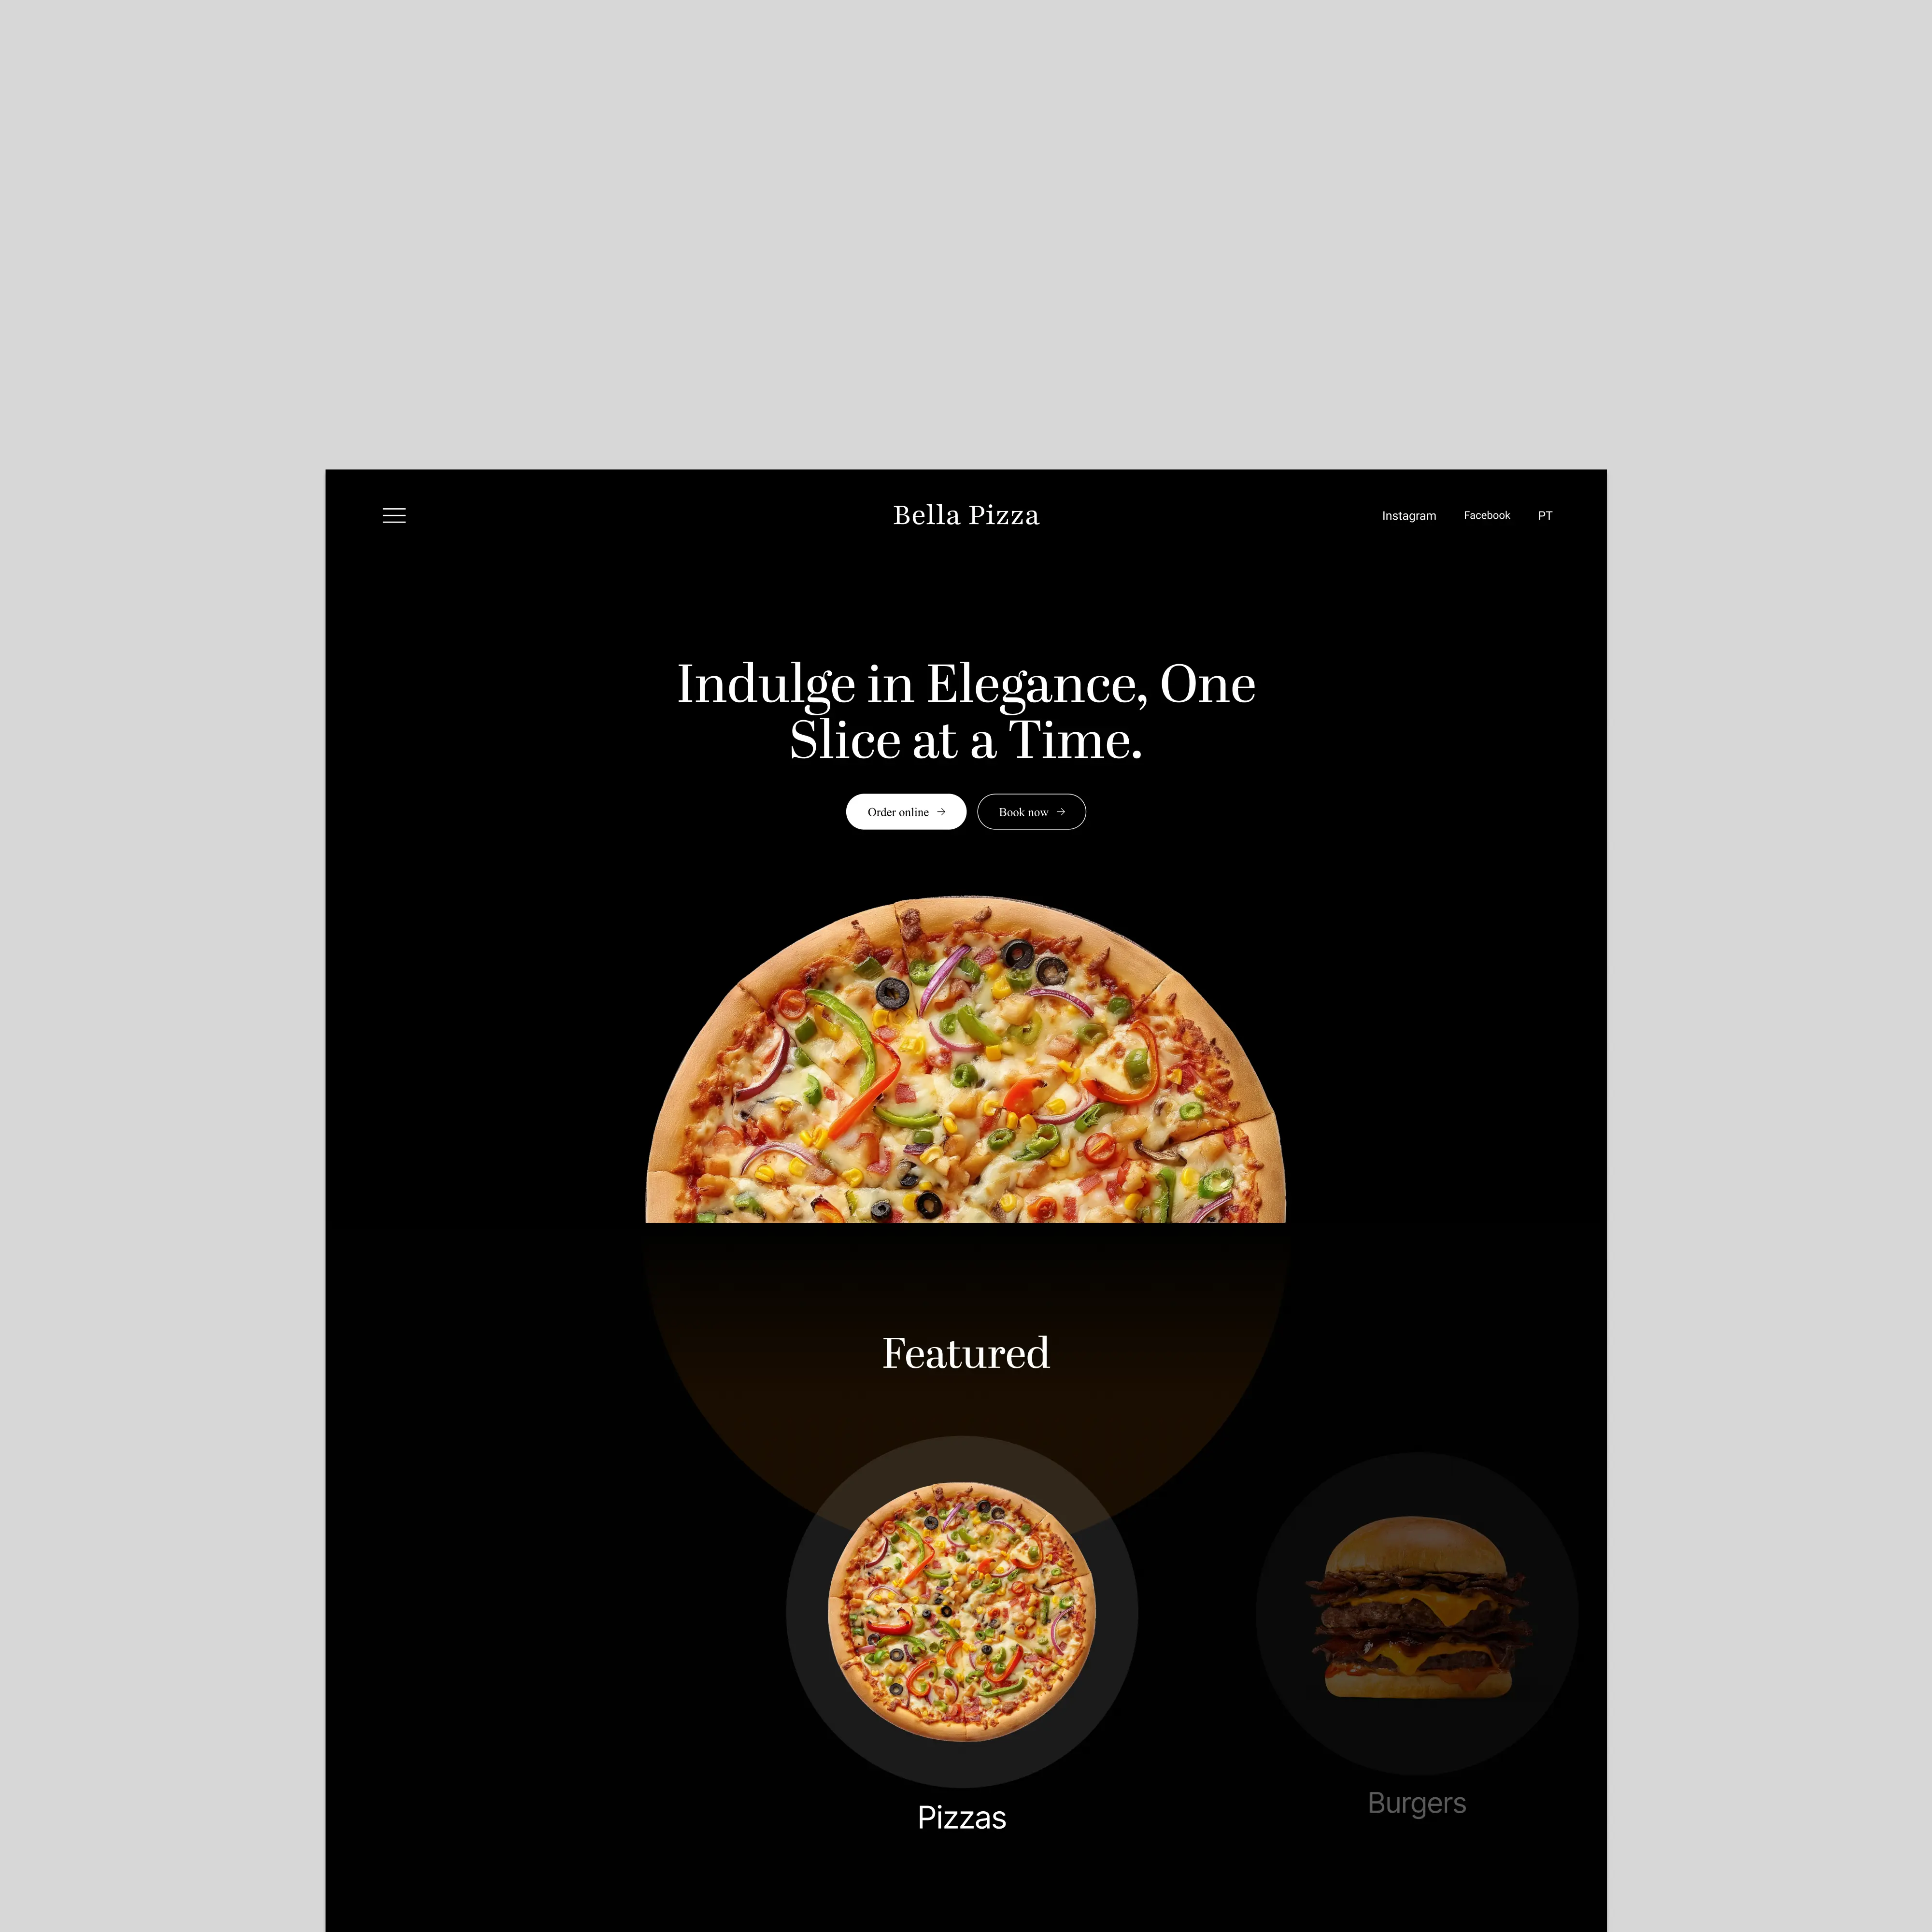 Bella Pizza
Instagram Facebook PT
Indulge in Elegance, One
Slice at a Time.
Order online → Book now →
Featured
Pizzas
Burgers